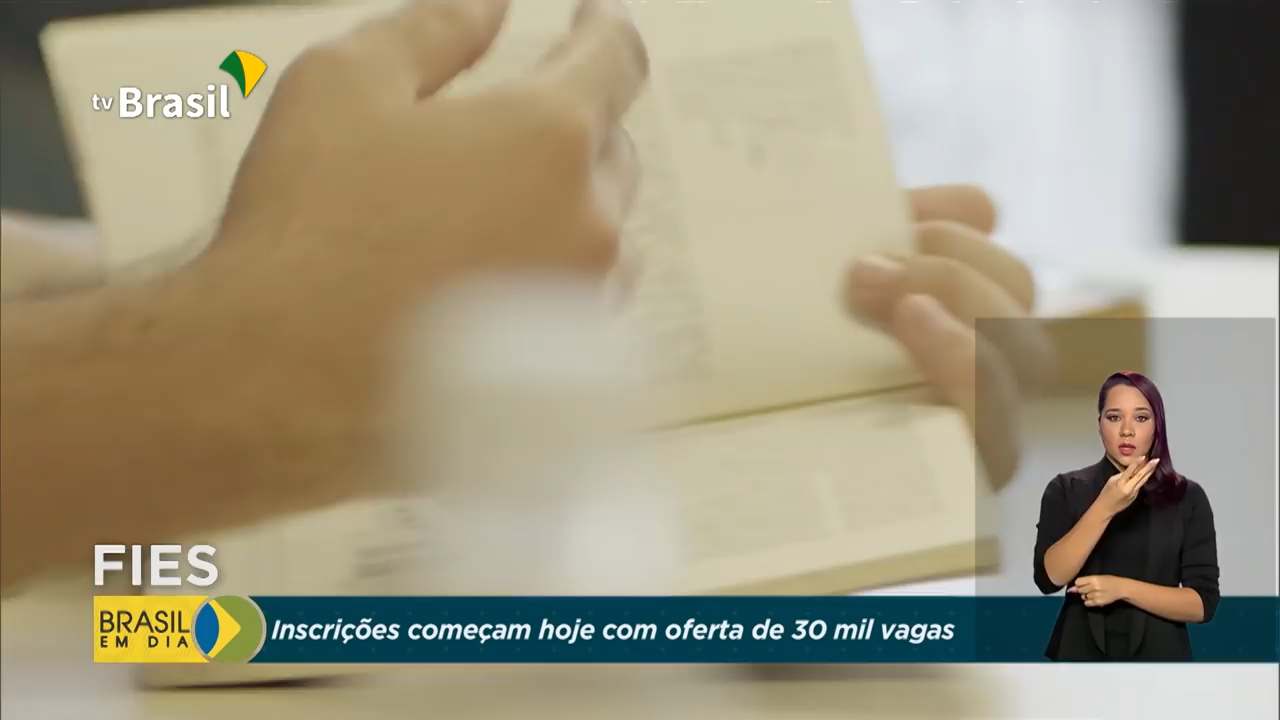 tv Brasil
FIES
BRASIL
EM DIA
Inscrições começam hoje com oferta de 30 mil vagas